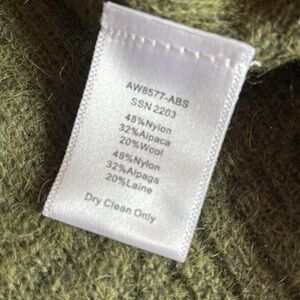 AW8577-ABS
SSN 2203
48%Nylon
32%Alpaca
20%Wool
48%Nylon
32%Alpaga
20%Laine
Dry Clean Only